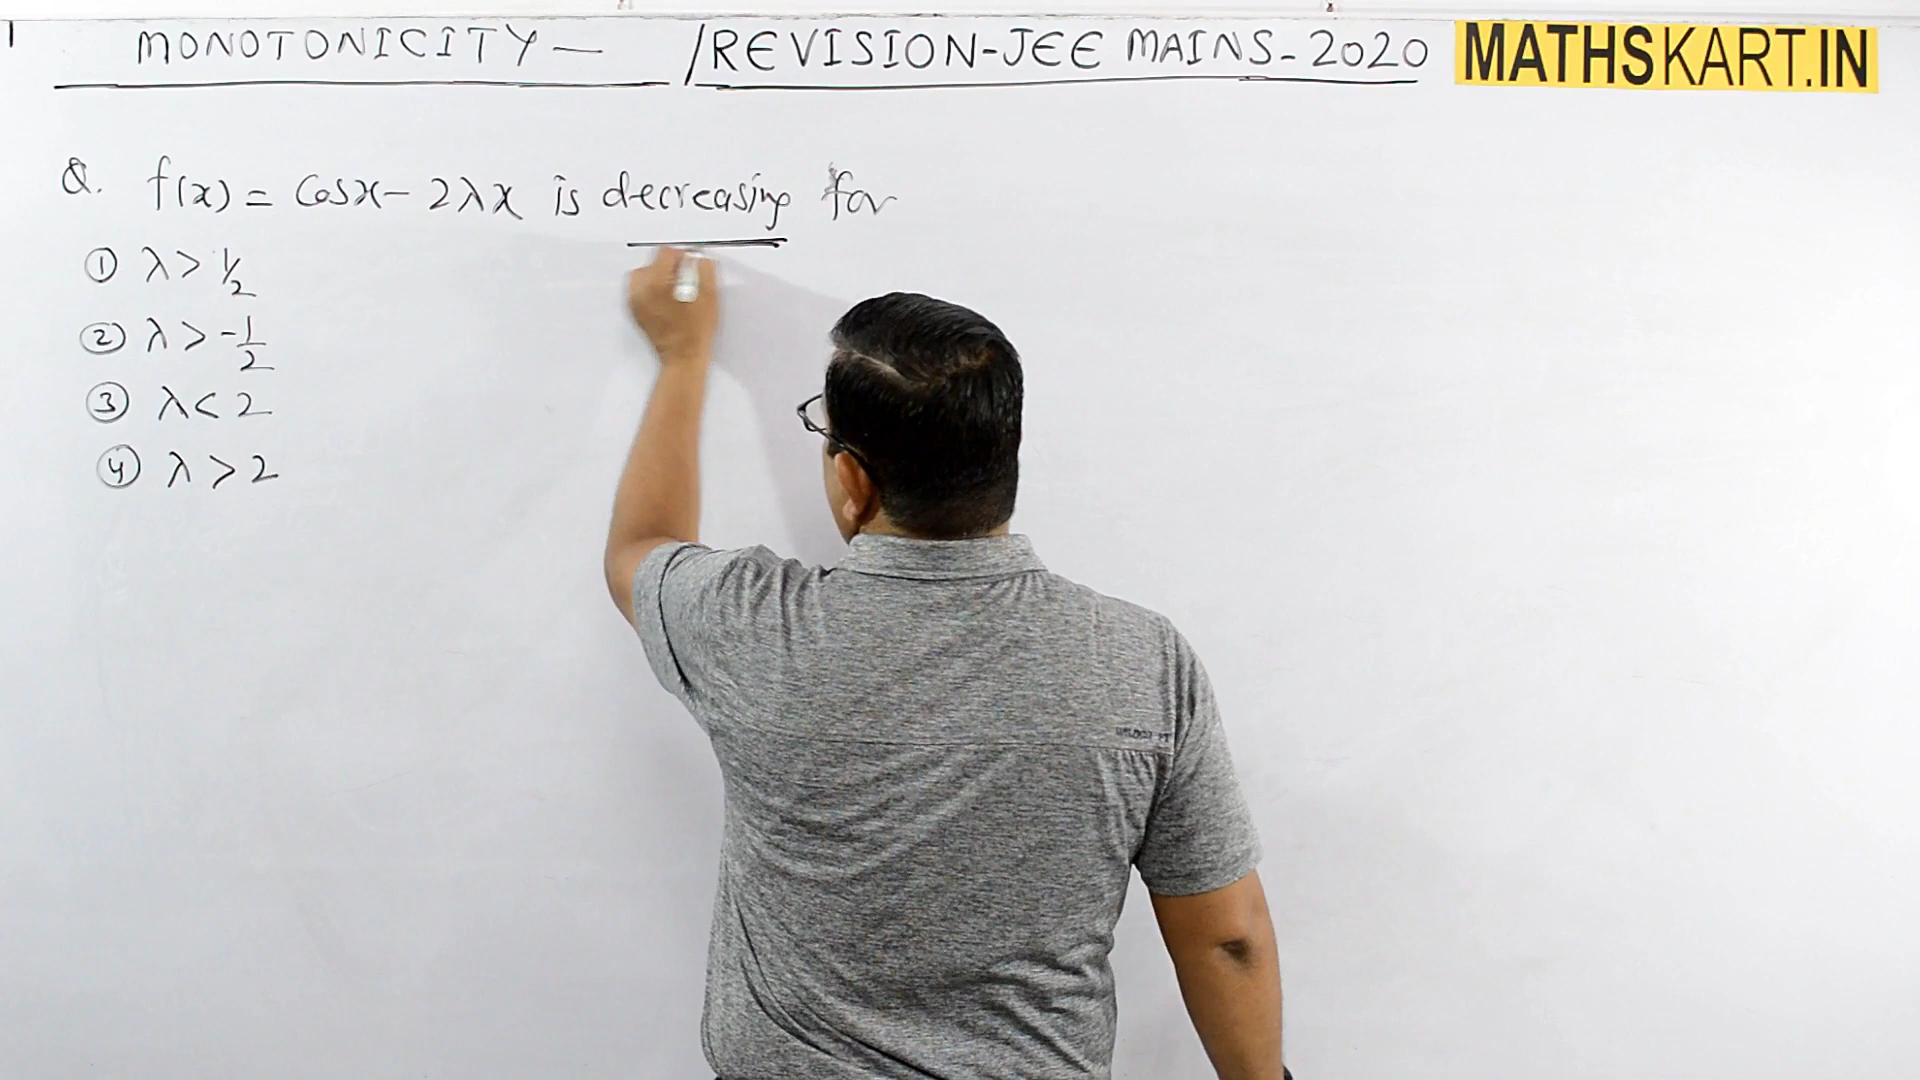 MONOTONICITY — /REVISION-JEE MAINS-2020
MATHSKART.IN
Q. f(x) = Cosx - 2λx is decreasing for
① λ > 1/2
② λ > -1/2
③ λ < 2
④ λ > 2